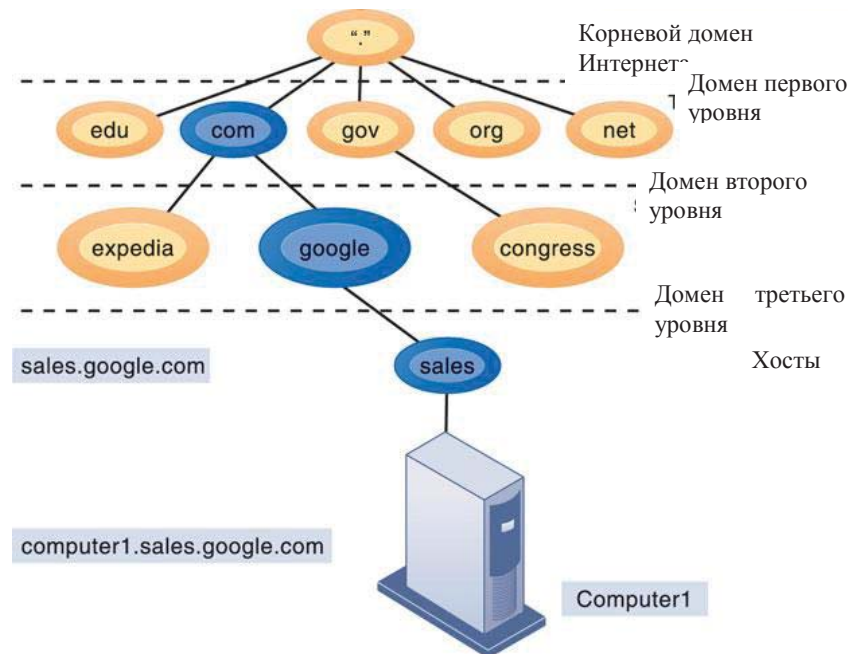 “.”
Корневой домен
Интернета
Домен первого
уровня
edu
com
gov
org
net
Домен второго
уровня
expedia
google
congress
Домен третьего
уровня
sales.google.com
sales
Хосты
computer1.sales.google.com
Computer1